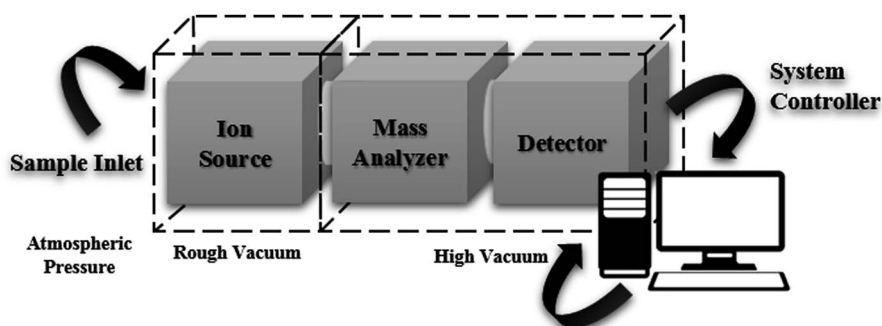 Sample Inlet
Ion
Source
Mass
Analyzer
Detector
System
Controller
Atmospheric
Pressure
Rough Vacuum
High Vacuum